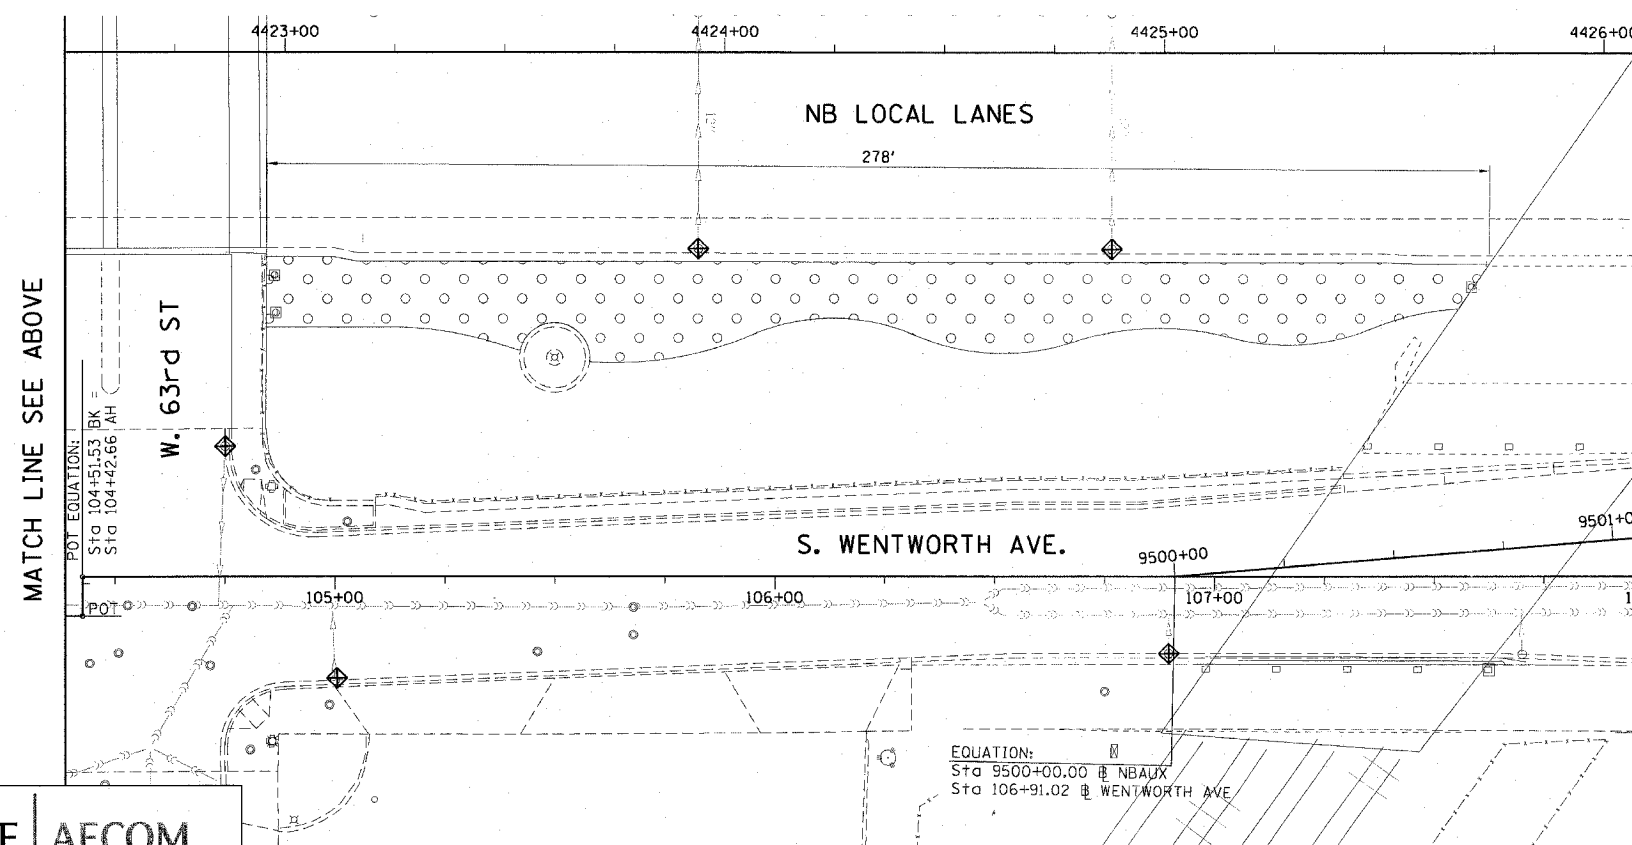 4423+00
4424+00
4425+00
4426+00
NB LOCAL LANES
278'
MATCH LINE SEE ABOVE
W. 63rd ST
POT EQUATION:
Sta 104+51.53 BK =
Sta 104+42.66 AH
S. WENTWORTH AVE.
9500+00
9501+0
POT
105+00
106+00
107+00
EQUATION:
Sta 9500+00.00 ℄ NBAUX
Sta 106+91.02 ℄ WENTWORTH AVE
AECOM